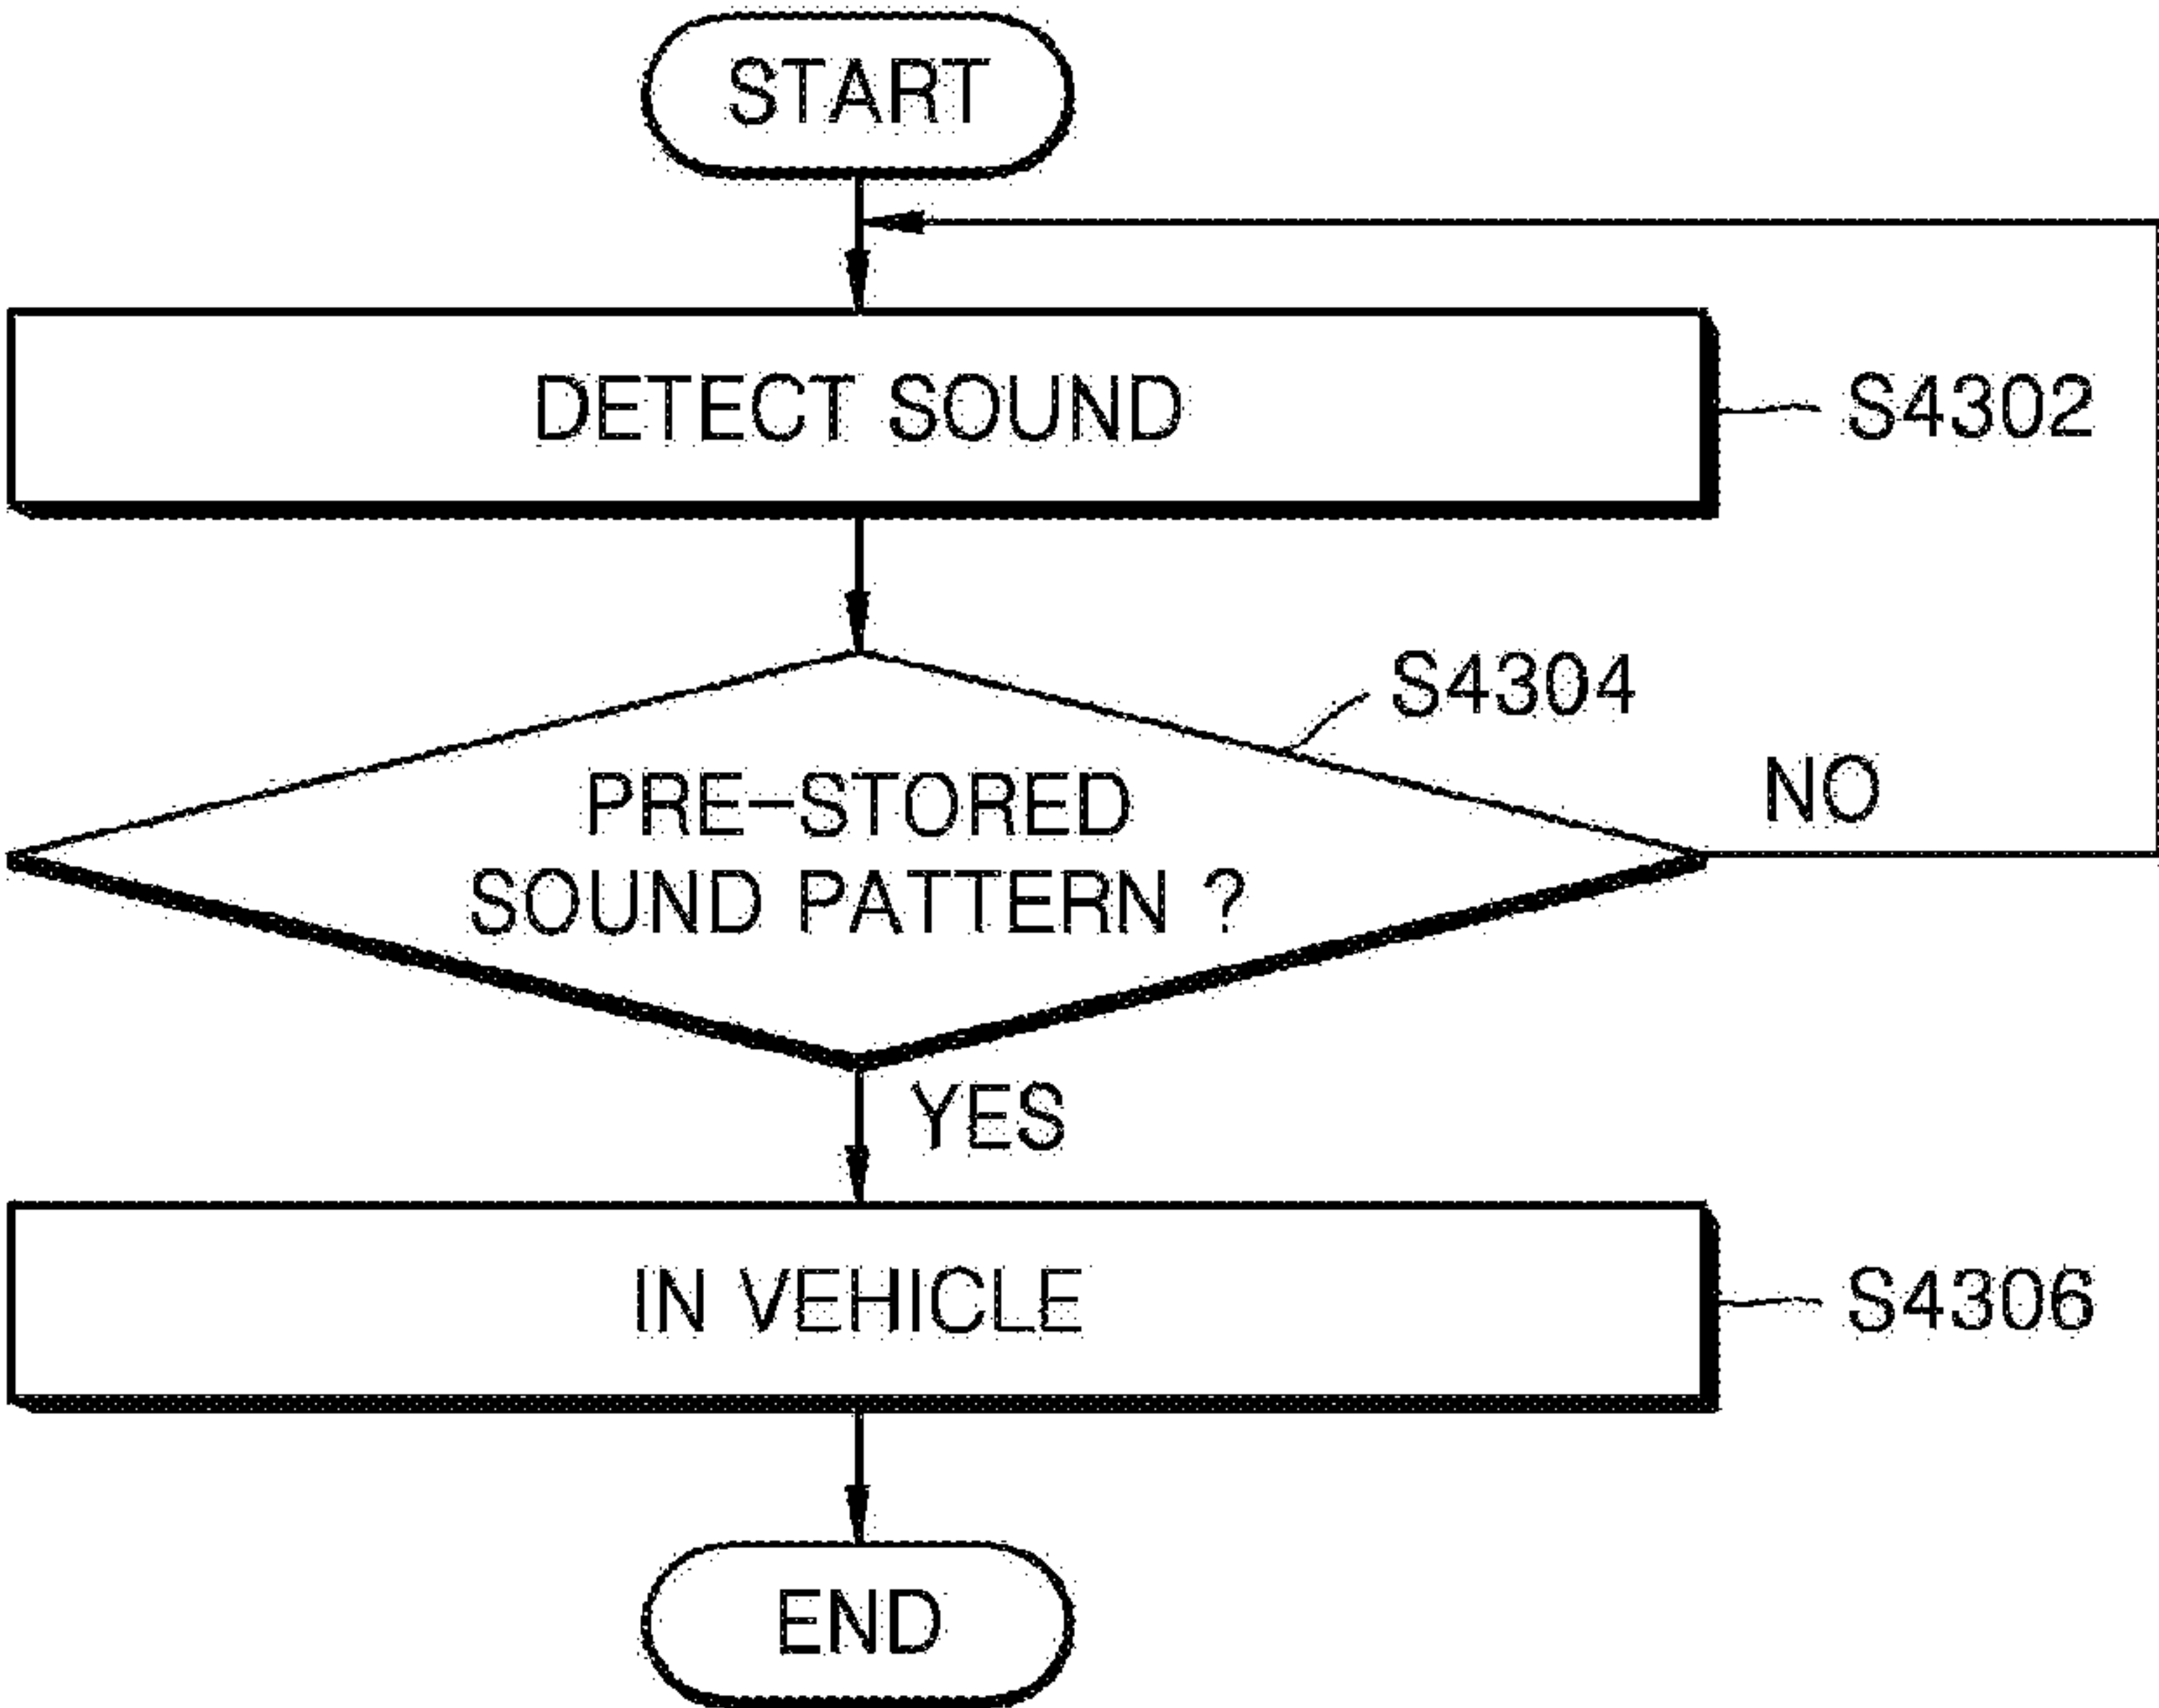 START
DETECT SOUND
S4302
S4304
PRE-STORED
SOUND PATTERN ?
NO
YES
IN VEHICLE
S4306
END